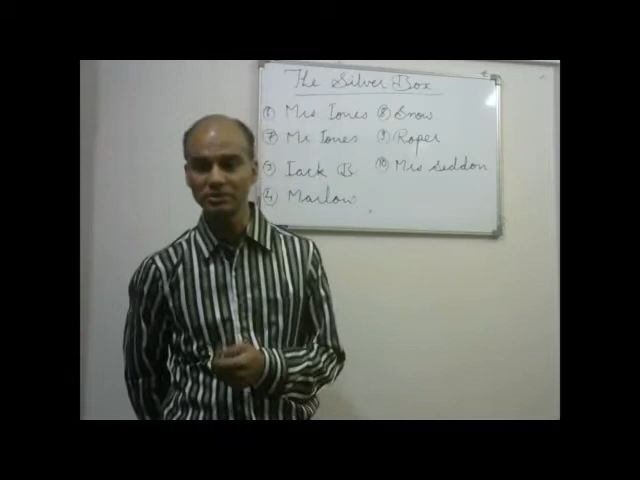 The Silver Box
① Mrs Jones ⑧ Snow
② Mr Jones ⑨ Roper
③ Jack B ⑩ Mrs Seddon
④ Marlow